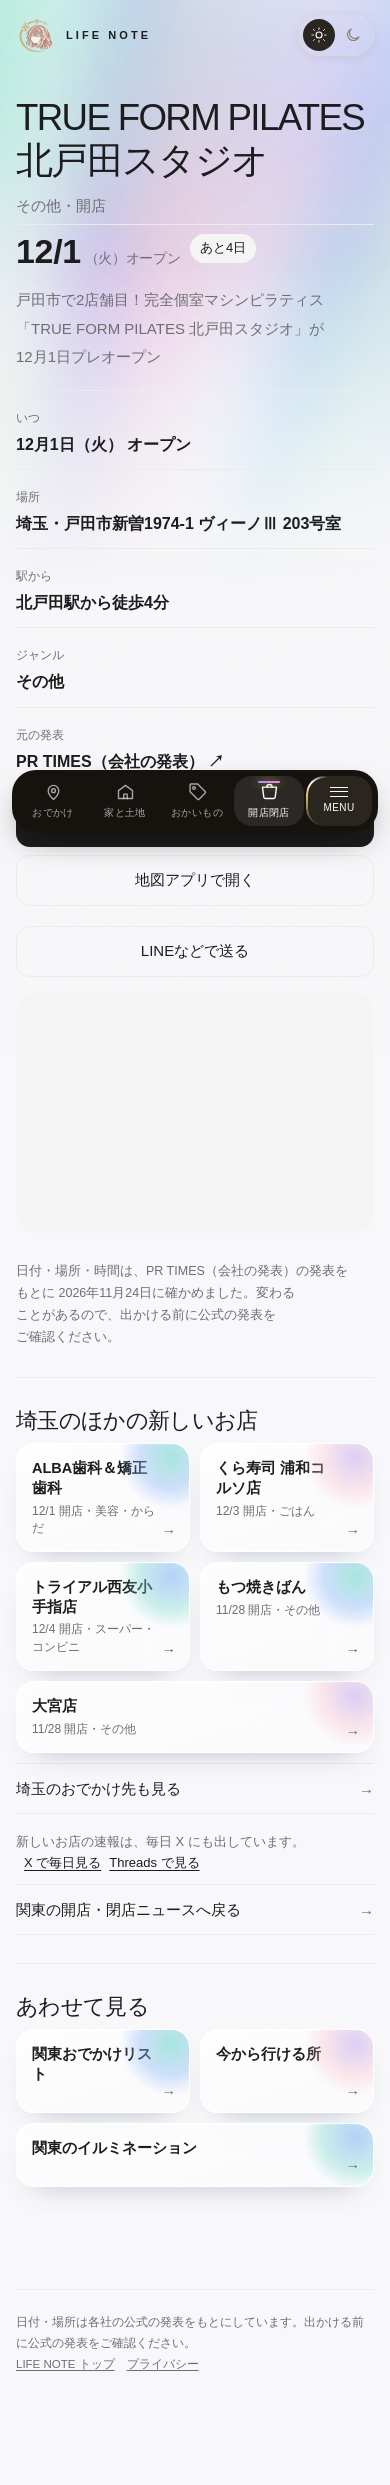 LIFE NOTE
TRUE FORM PILATES
北戸田スタジオ
その他・開店
12/1（火）オープン あと4日
戸田市で2店舗目！完全個室マシンピラティス
「TRUE FORM PILATES 北戸田スタジオ」が
12月1日プレオープン
いつ
12月1日（火） オープン
場所
埼玉・戸田市新曽1974-1 ヴィーノⅢ 203号室
駅から
北戸田駅から徒歩4分
ジャンル
その他
元の発表
PR TIMES（会社の発表） ↗
おでかけ 家と土地 おかいもの 開店閉店 MENU
地図アプリで開く
LINEなどで送る
日付・場所・時間は、PR TIMES（会社の発表）の発表を
もとに 2026年11月24日に確かめました。変わる
ことがあるので、出かける前に公式の発表を
ご確認ください。
埼玉のほかの新しいお店
ALBA歯科＆矯正
歯科
12/1 開店・美容・から
だ →
くら寿司 浦和コ
ルソ店
12/3 開店・ごはん
→
トライアル西友小
手指店
12/4 開店・スーパー・
コンビニ →
もつ焼きばん
11/28 開店・その他
→
大宮店
11/28 開店・その他 →
埼玉のおでかけ先も見る →
新しいお店の速報は、毎日 X にも出しています。
X で毎日見る Threads で見る
関東の開店・閉店ニュースへ戻る →
あわせて見る
関東おでかけリス
ト
→
今から行ける所
→
関東のイルミネーション
→
日付・場所は各社の公式の発表をもとにしています。出かける前
に公式の発表をご確認ください。
LIFE NOTE トップ プライバシー